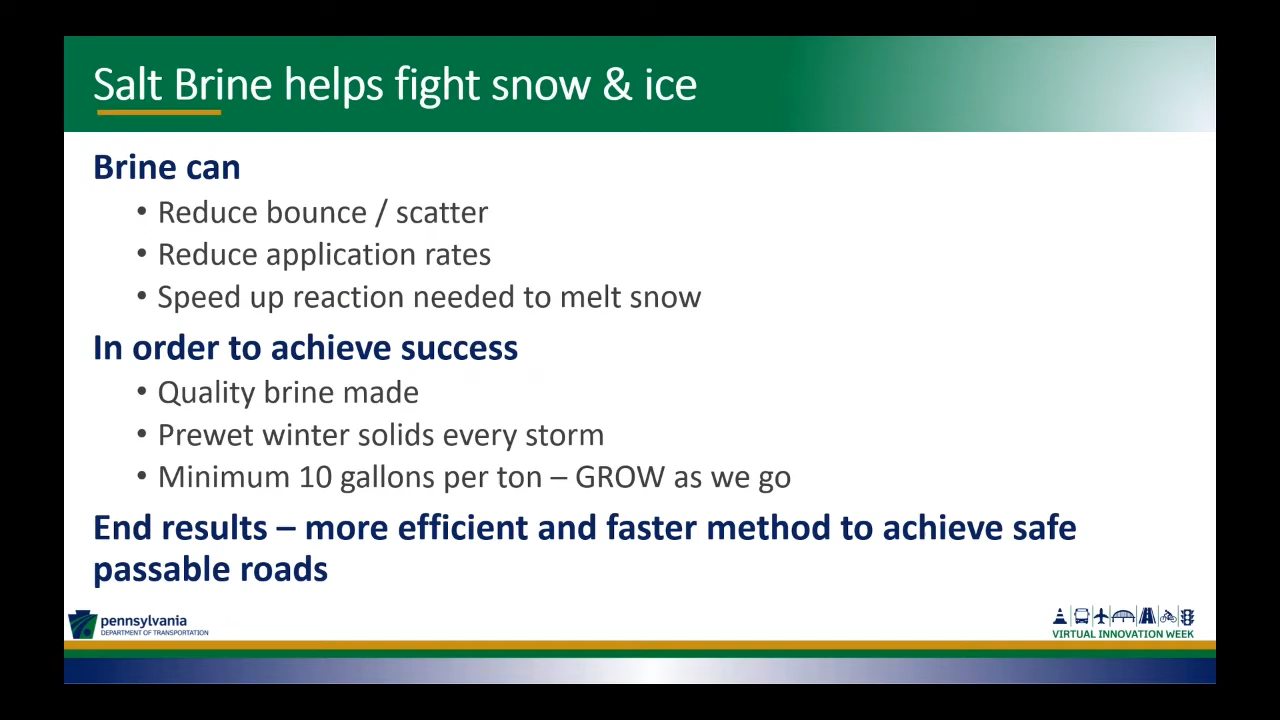 Salt Brine helps fight snow & ice
Brine can
• Reduce bounce / scatter
• Reduce application rates
• Speed up reaction needed to melt snow
In order to achieve success
• Quality brine made
• Prewet winter solids every storm
• Minimum 10 gallons per ton – GROW as we go
End results – more efficient and faster method to achieve safe
passable roads
pennsylvania
DEPARTMENT OF TRANSPORTATION
VIRTUAL INNOVATION WEEK